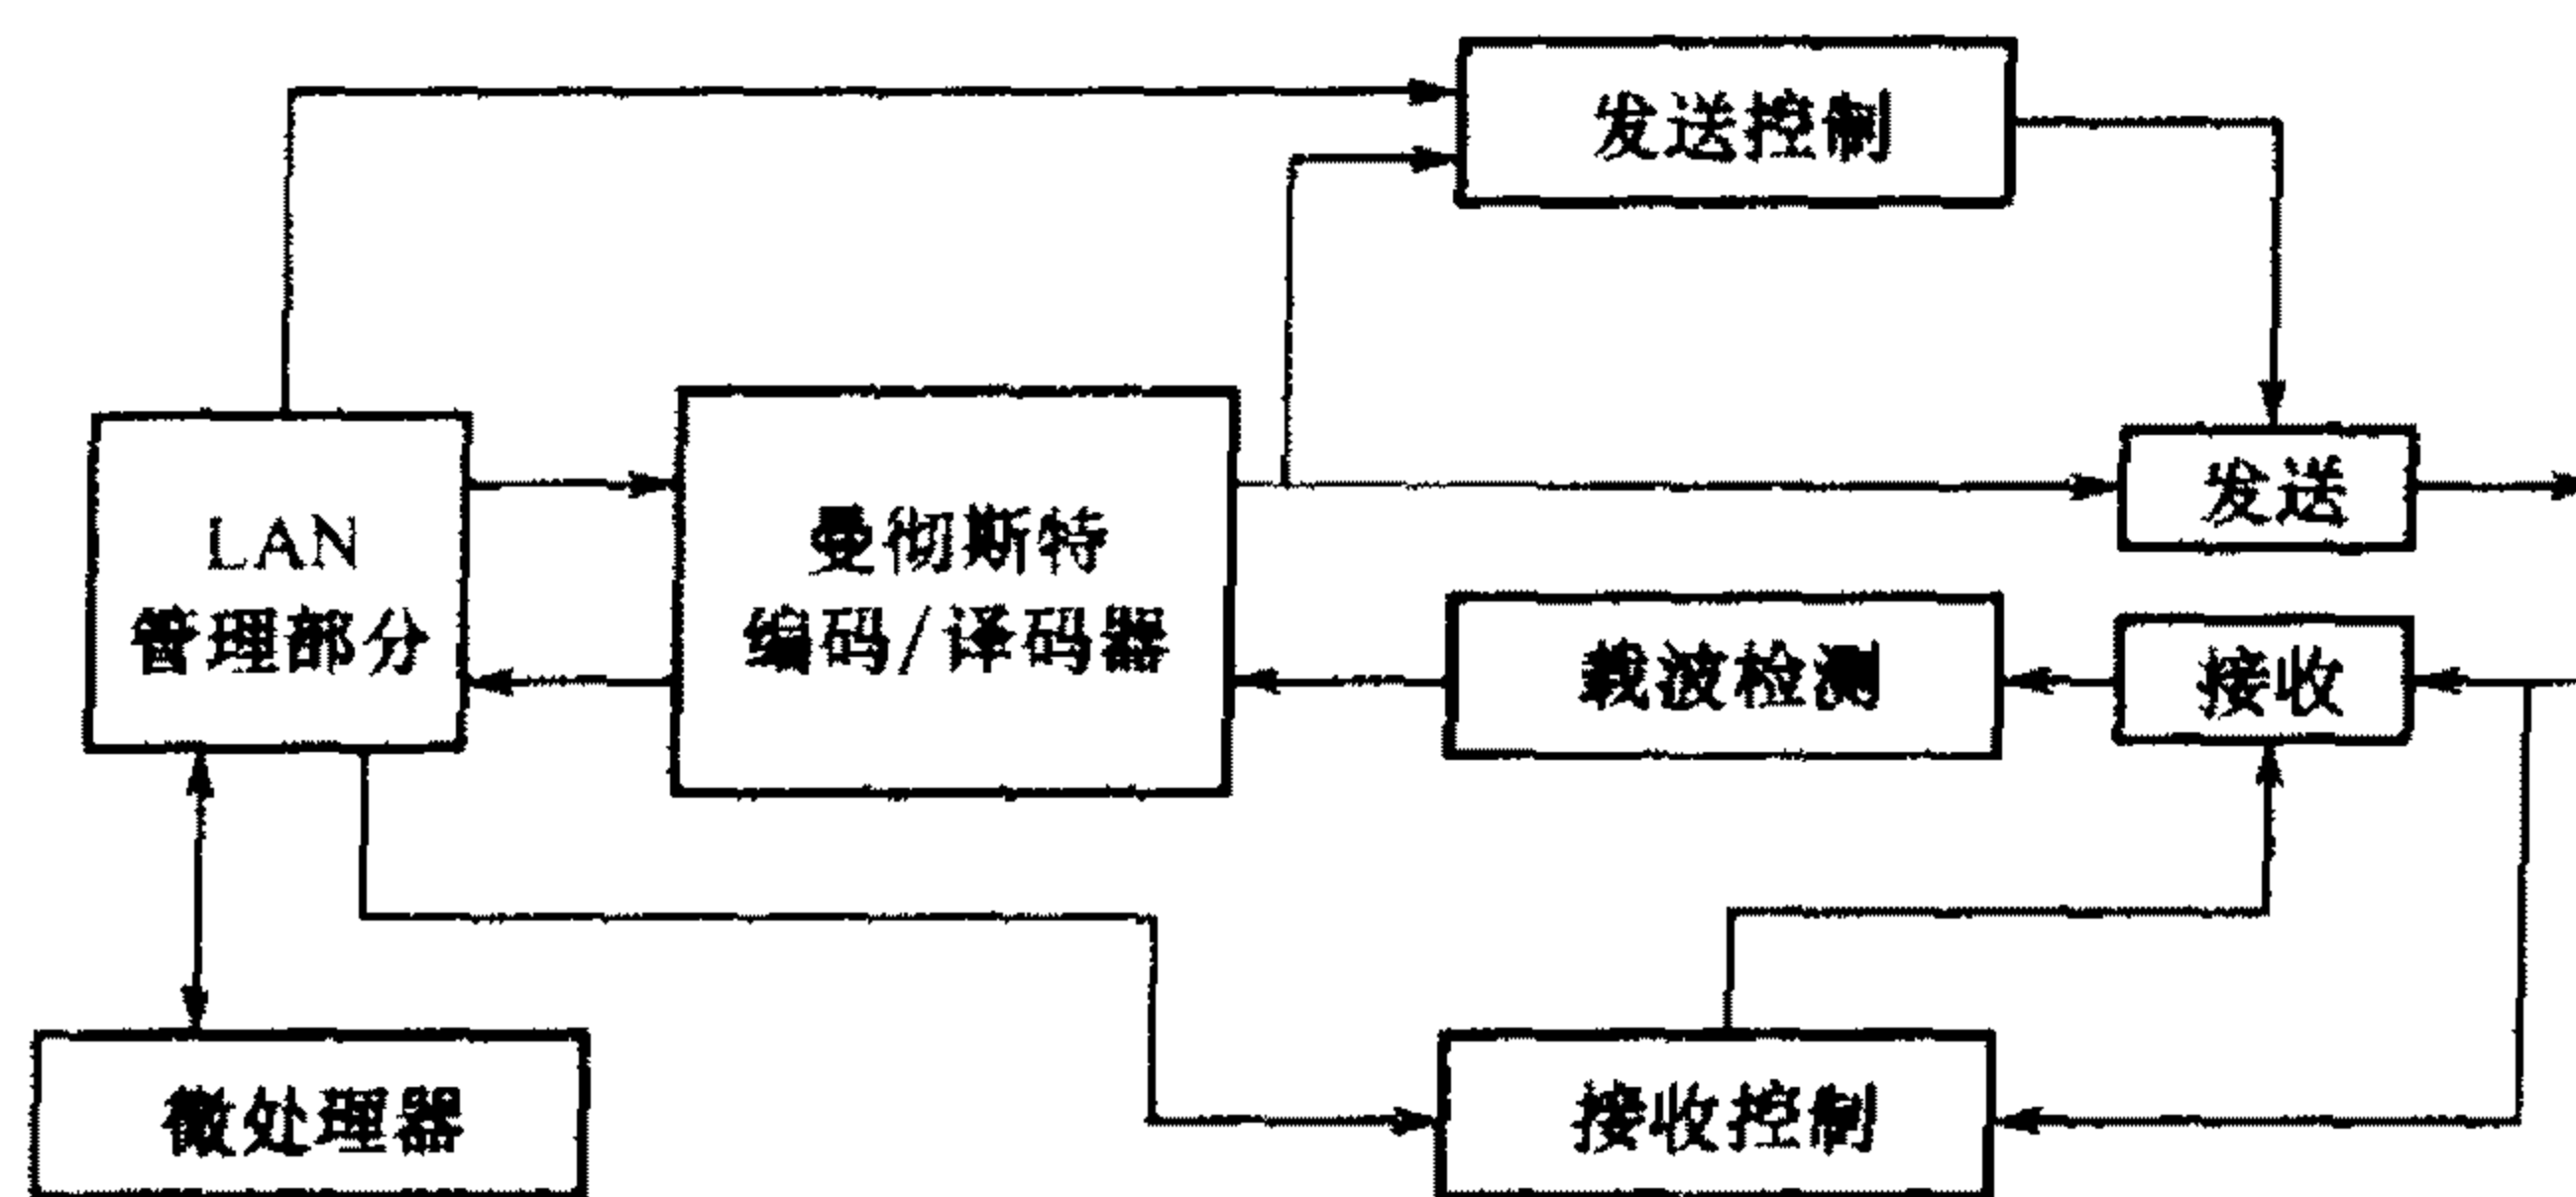 发送控制
LAN
管理部分
曼彻斯特
编码/译码器
发送
载波检测
接收
微处理器
接收控制